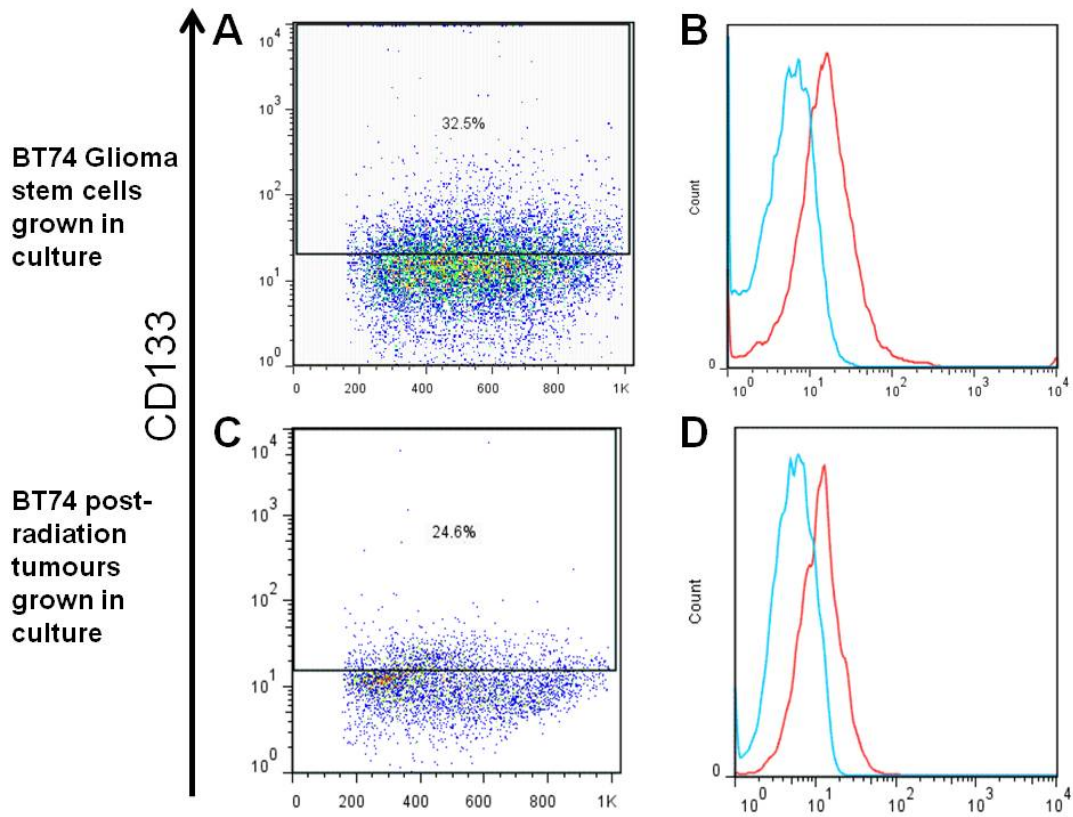 A
B
BT74 Glioma
stem cells
grown in
culture
CD133
10^4
10^3
10^2
10^1
10^0
32.5%
0 200 400 600 800 1K
Count
0
10^0 10^1 10^2 10^3 10^4
C
D
BT74 post-
radiation
tumours
grown in
culture
10^4
10^3
10^2
10^1
10^0
24.6%
0 200 400 600 800 1K
Count
0
10^0 10^1 10^2 10^3 10^4